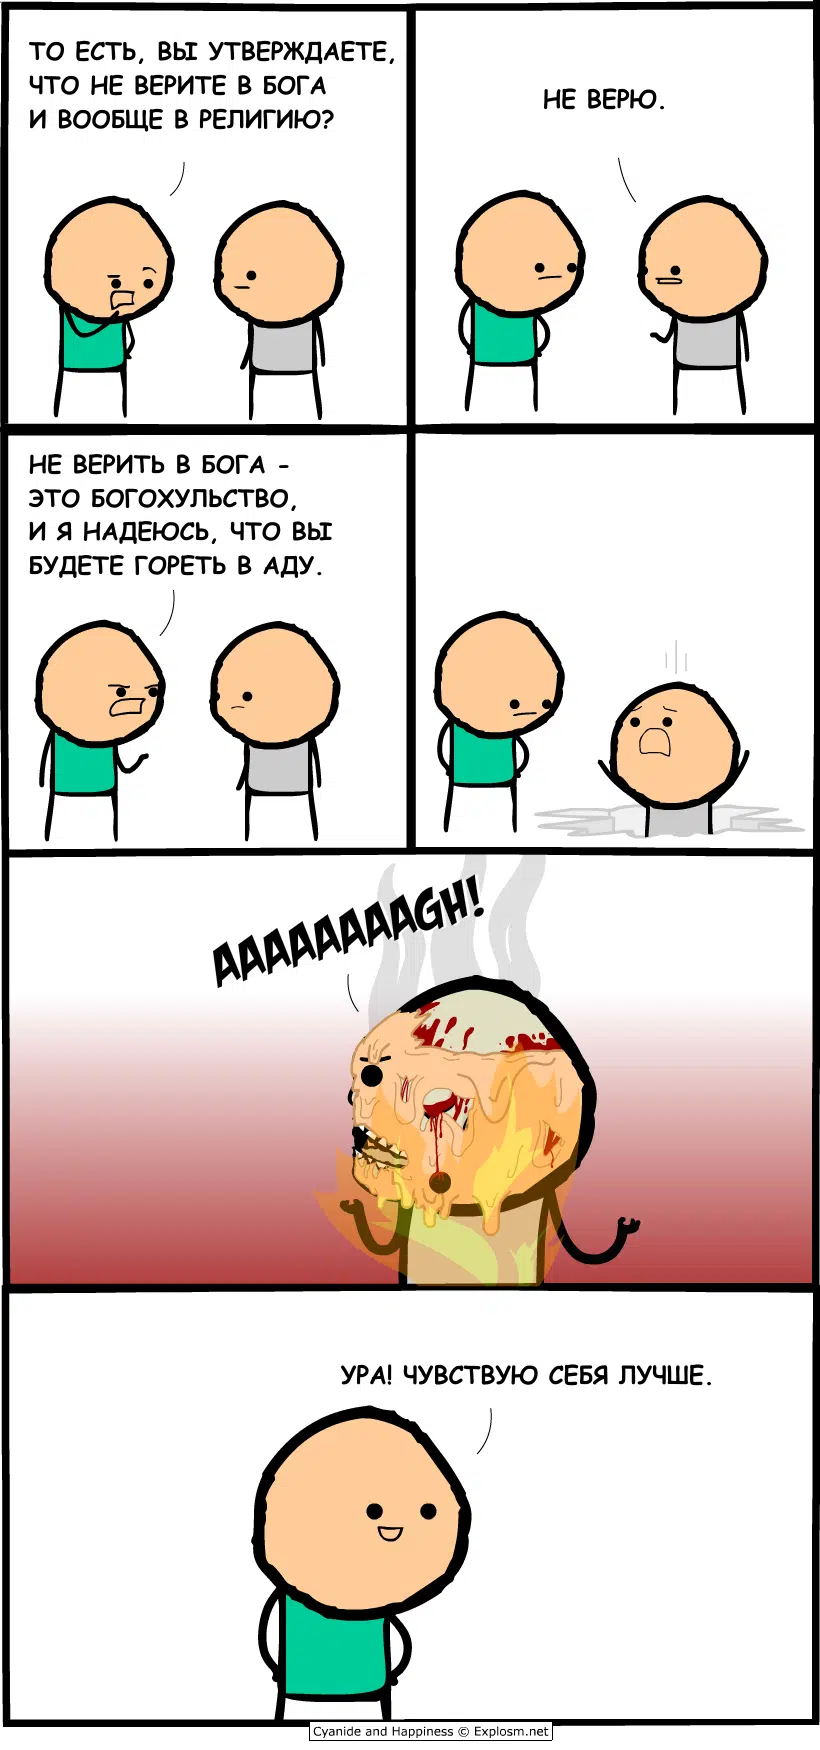 ТО ЕСТЬ, ВЫ УТВЕРЖДАЕТЕ,
ЧТО НЕ ВЕРИТЕ В БОГА
И ВООБЩЕ В РЕЛИГИЮ?
НЕ ВЕРЮ.
НЕ ВЕРИТЬ В БОГА -
ЭТО БОГОХУЛЬСТВО,
И Я НАДЕЮСЬ, ЧТО ВЫ
БУДЕТЕ ГОРЕТЬ В АДУ.
AAAAAAAAGH!
УРА! ЧУВСТВУЮ СЕБЯ ЛУЧШЕ.
Cyanide and Happiness © Explosm.net